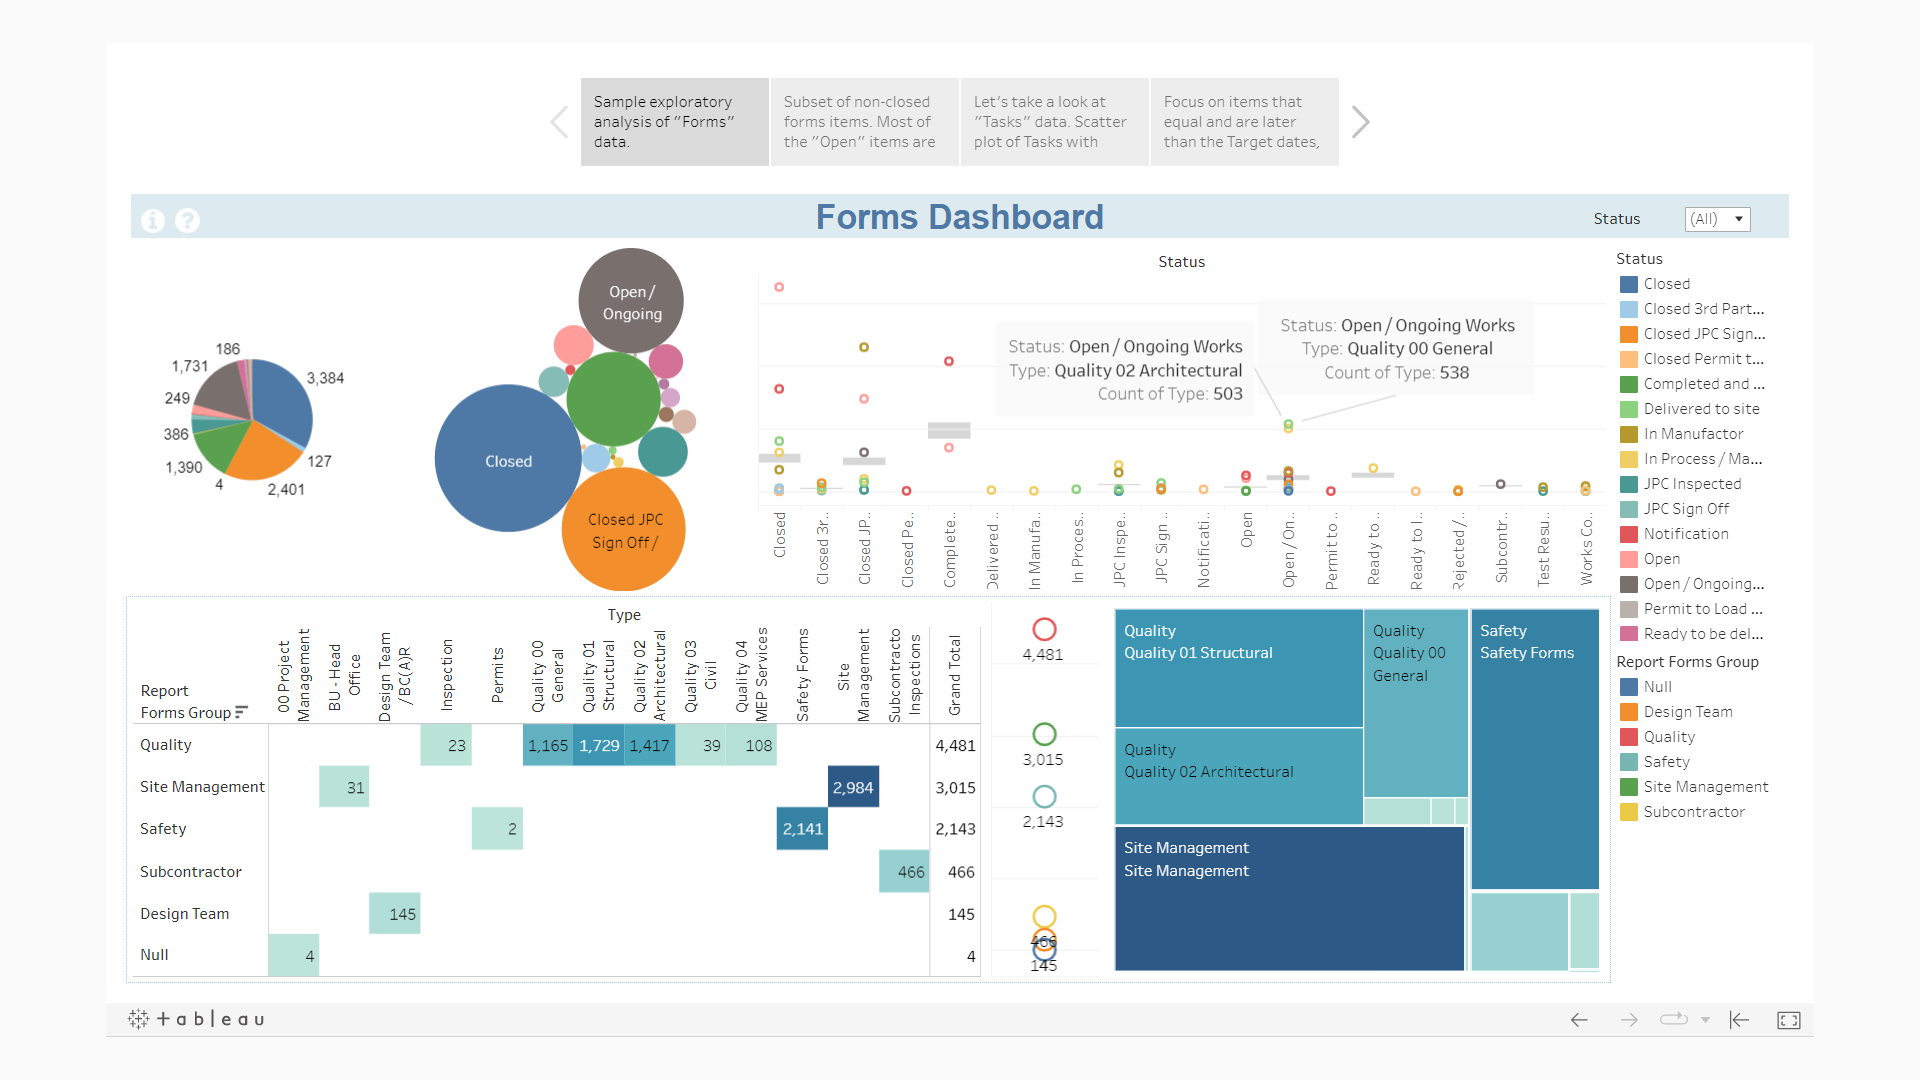 Sample exploratory
analysis of "Forms"
data.
Subset of non-closed
forms items. Most of
the "Open" items are
Let's take a look at
"Tasks" data. Scatter
plot of Tasks with
Focus on items that
equal and are later
than the Target dates,
Forms Dashboard
Status
(All)
186
1,731
3,384
249
386
127
1,390
4
2,401
Open /
Ongoing
Closed
Closed JPC
Sign Off /
Status
Status: Open / Ongoing Works
Type: Quality 02 Architectural
Count of Type: 503
Status: Open / Ongoing Works
Type: Quality 00 General
Count of Type: 538
Closed
Closed 3r..
Closed JP..
Closed Pe..
Complete..
Delivered ..
In Manufa..
In Proces..
JPC Inspe..
JPC Sign ..
Notificati..
Open
Open / On..
Permit to ..
Ready to ..
Ready to l..
Rejected /..
Subcontr..
Test Resu..
Works Co..
Status
Closed
Closed 3rd Part...
Closed JPC Sign...
Closed Permit t...
Completed and ...
Delivered to site
In Manufactor
In Process / Ma...
JPC Inspected
JPC Sign Off
Notification
Open
Open / Ongoing...
Permit to Load ...
Ready to be del...
Report Forms Group
Null
Design Team
Quality
Safety
Site Management
Subcontractor
Type
Report
Forms Group
00 Project
Management
BU - Head
Office
Design Team
/ BC(A)R
Inspection
Permits
Quality 00
General
Quality 01
Structural
Quality 02
Architectural
Quality 03
Civil
Quality 04
MEP Services
Safety Forms
Site
Management
Subcontracto
Inspections
Grand Total
Quality 23 1,165 1,729 1,417 39 108 4,481
Site Management 31 2,984 3,015
Safety 2 2,141 2,143
Subcontractor 466 466
Design Team 145 145
Null 4 4
4,481
3,015
2,143
466
145
Quality
Quality 01 Structural
Quality
Quality 02 Architectural
Quality
Quality 00
General
Safety
Safety Forms
Site Management
Site Management
+ a b l e a u